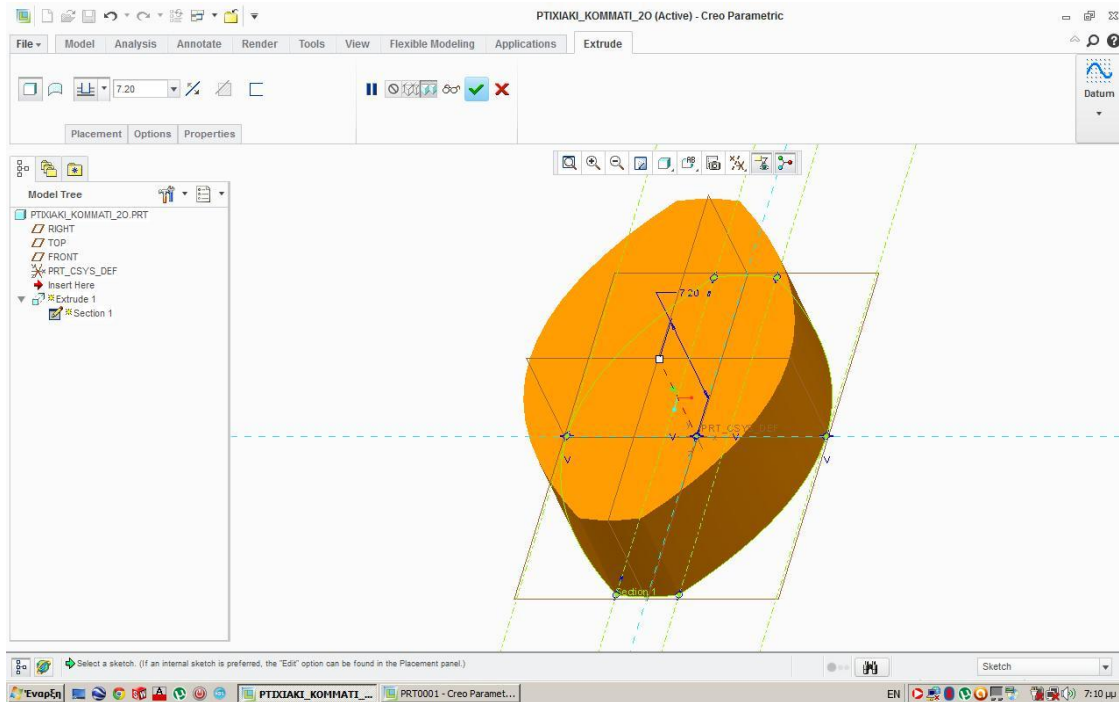 PTIXIAKI_KOMMATI_2O (Active) - Creo Parametric
File Model Analysis Annotate Render Tools View Flexible Modeling Applications Extrude
7.20
Datum
Placement Options Properties
Model Tree
PTIXIAKI_KOMMATI_2O.PRT
RIGHT
TOP
FRONT
PRT_CSYS_DEF
Insert Here
Extrude 1
Section 1
7.20
PRT_CSYS_DEF
V V V V
Section 1
Select a sketch. (If an internal sketch is preferred, the "Edit" option can be found in the Placement panel.)
Sketch
Έναρξη PTIXIAKI_KOMMATI_... PRT0001 - Creo Paramet... EN 7:10 μμ